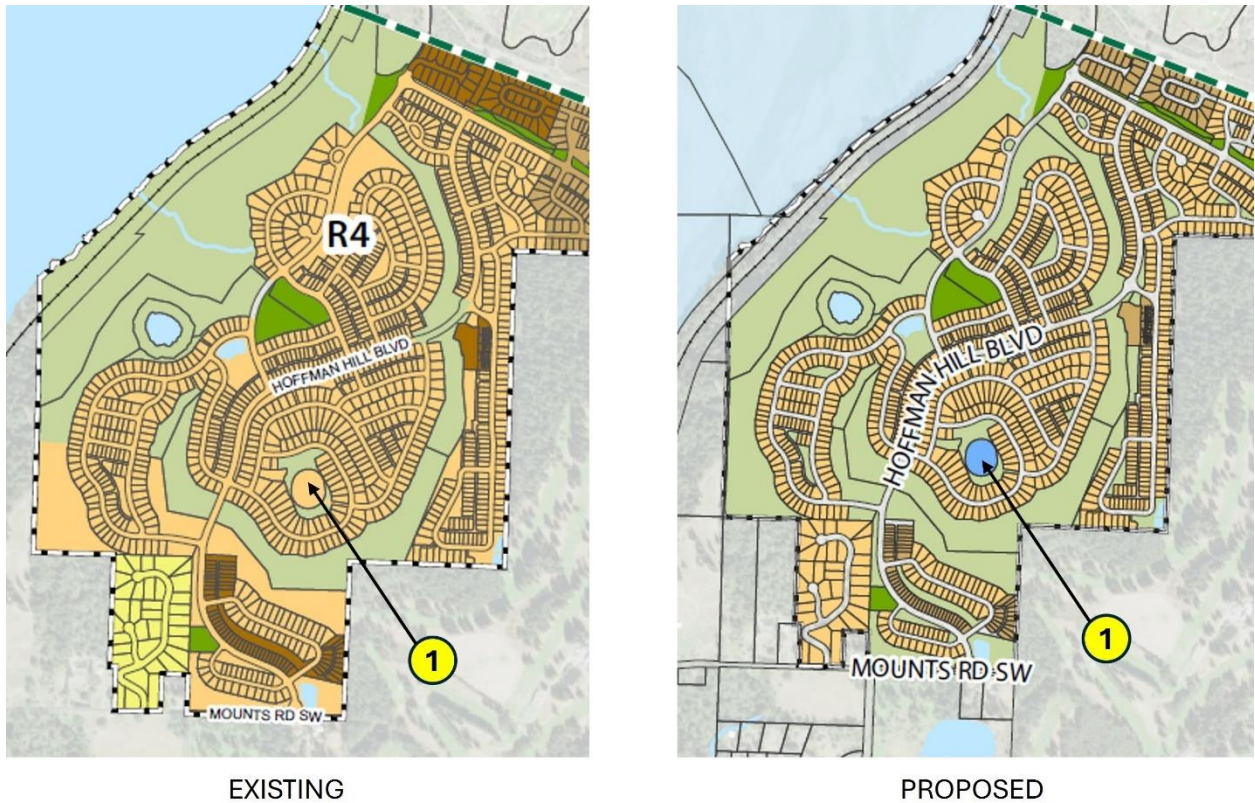 R4
HOFFMAN HILL BLVD
1
MOUNTS RD SW
EXISTING
HOFFMAN HILL BLVD
1
MOUNTS RD SW
PROPOSED